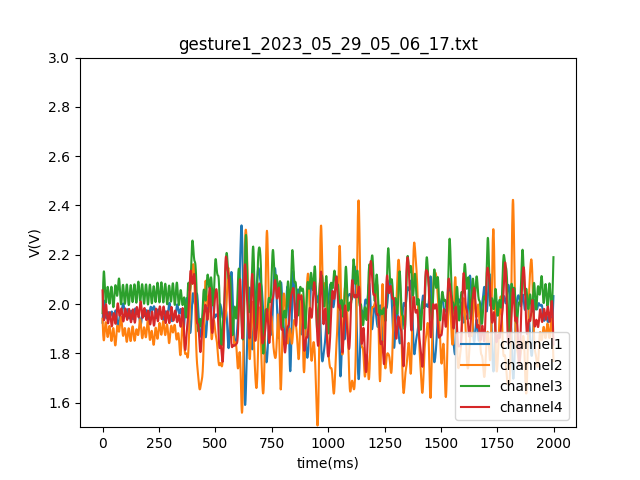 gesture1_2023_05_29_05_06_17.txt
3.0
2.8
2.6
2.4
2.2
2.0
1.8
1.6
V(V)
channel1
channel2
channel3
channel4
0 250 500 750 1000 1250 1500 1750 2000
time(ms)